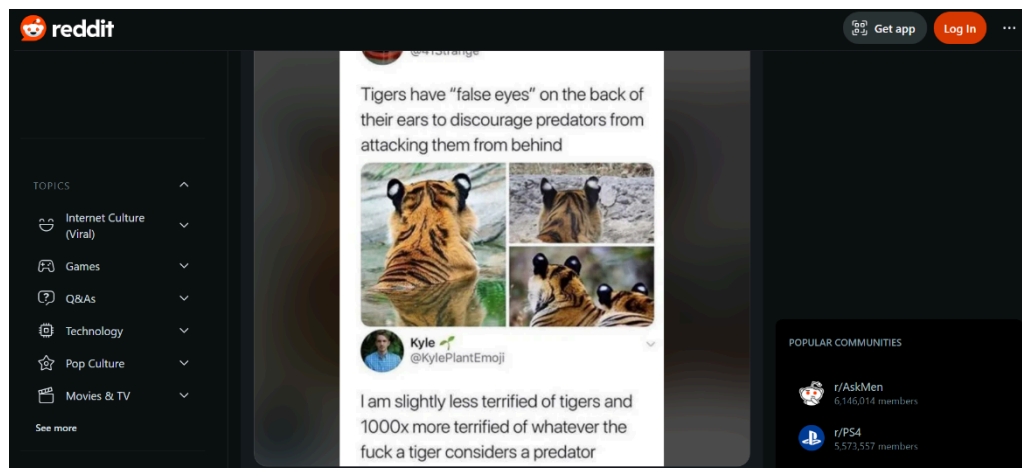 reddit
Get app
Log In
@41Strange
Tigers have “false eyes” on the back of
their ears to discourage predators from
attacking them from behind
TOPICS
Internet Culture
(Viral)
Games
Q&As
Technology
Pop Culture
Movies & TV
See more
Kyle 🌱
@KylePlantEmoji
I am slightly less terrified of tigers and
1000x more terrified of whatever the
fuck a tiger considers a predator
POPULAR COMMUNITIES
r/AskMen
6,146,014 members
r/PS4
5,573,557 members